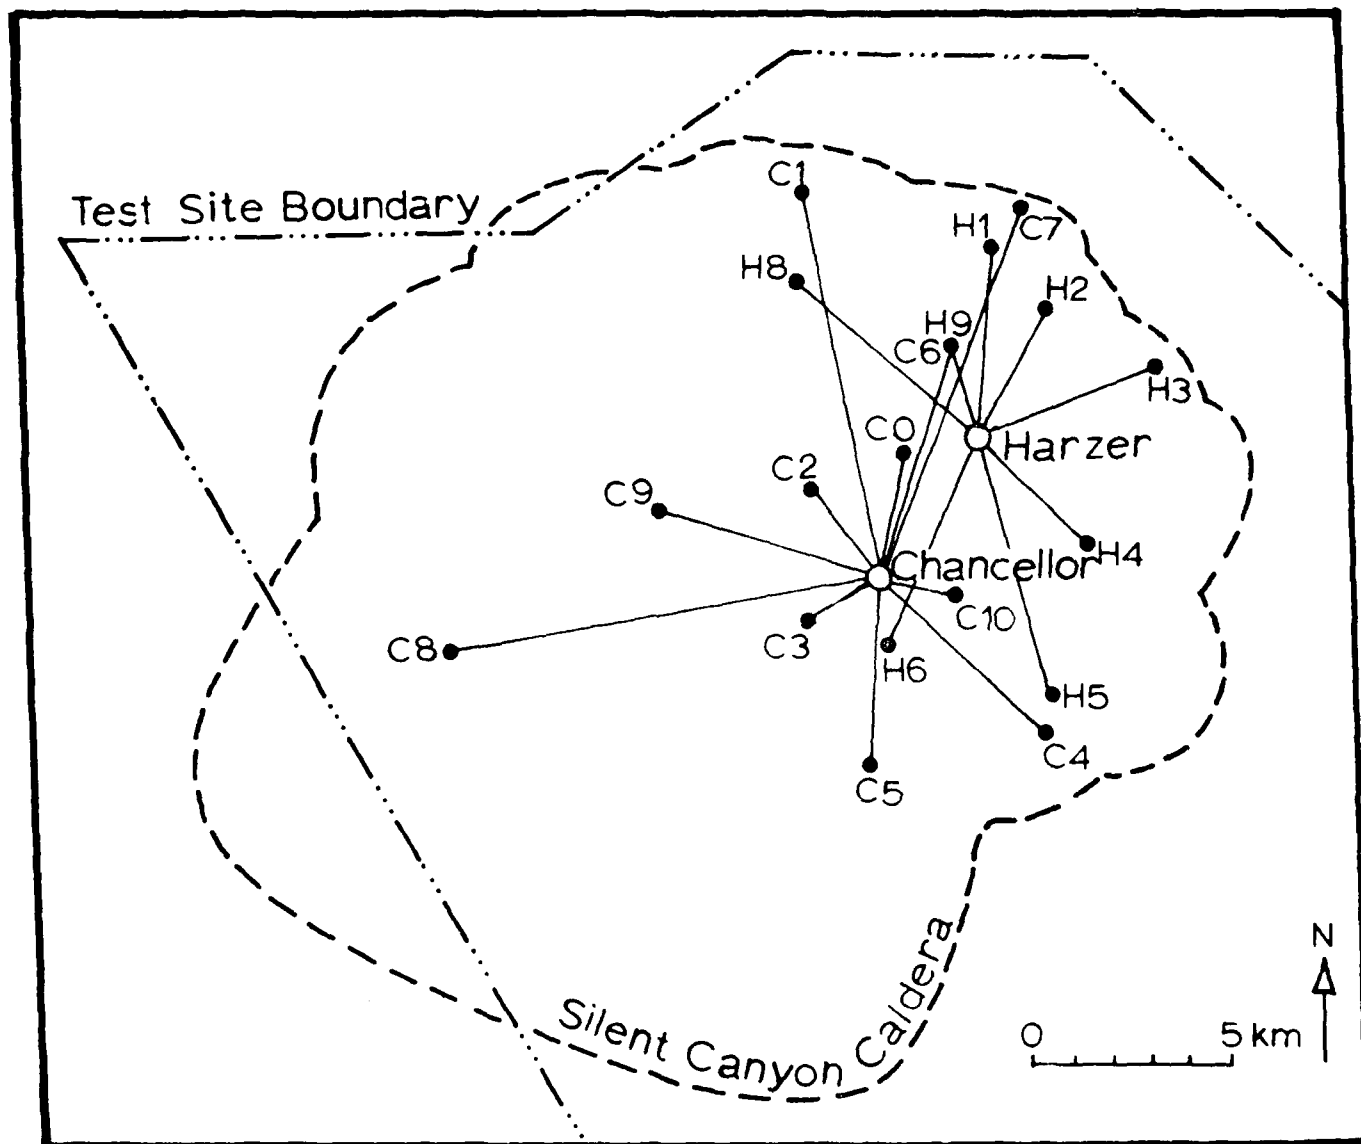 C1
Test Site Boundary
H1
C7
H8
H2
H9
C6
H3
C0
Harzer
C2
C9
H4
Chancellor
C10
C3
C8
H6
H5
C4
C5
N
Silent Canyon Caldera
0 5 km